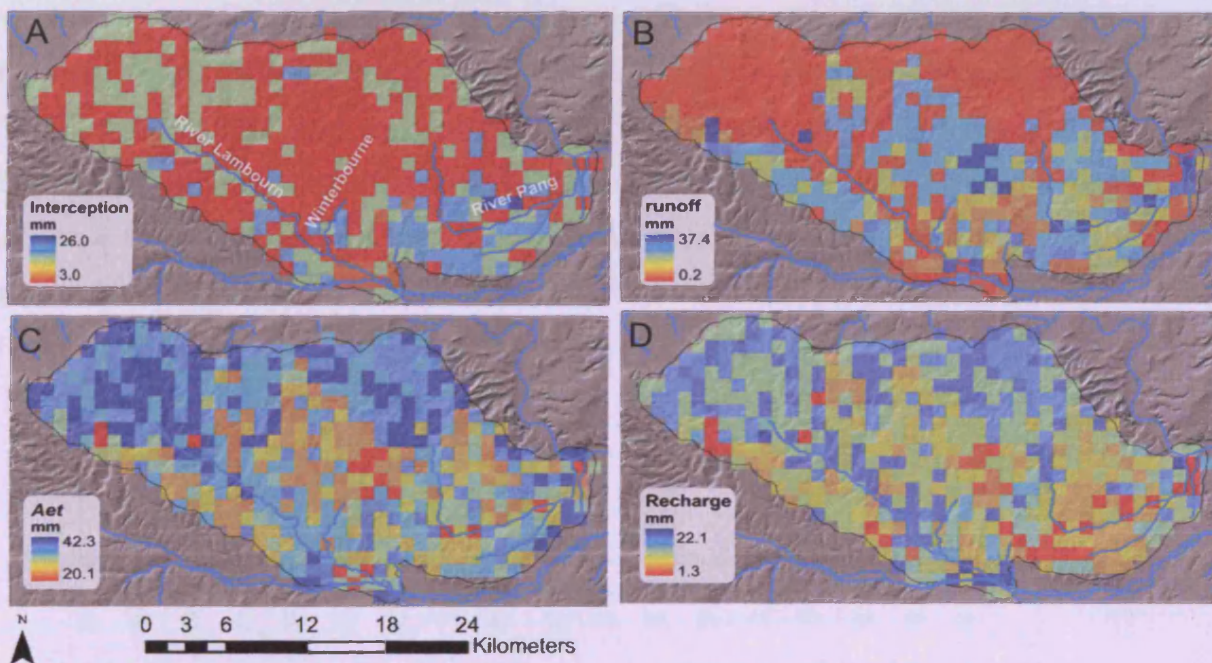 A
River Lambourn
Winterbourne
River Pang
Interception
mm
26.0
3.0
B
runoff
mm
37.4
0.2
C
Aet
mm
42.3
20.1
D
Recharge
mm
22.1
1.3
N
0 3 6 12 18 24
Kilometers